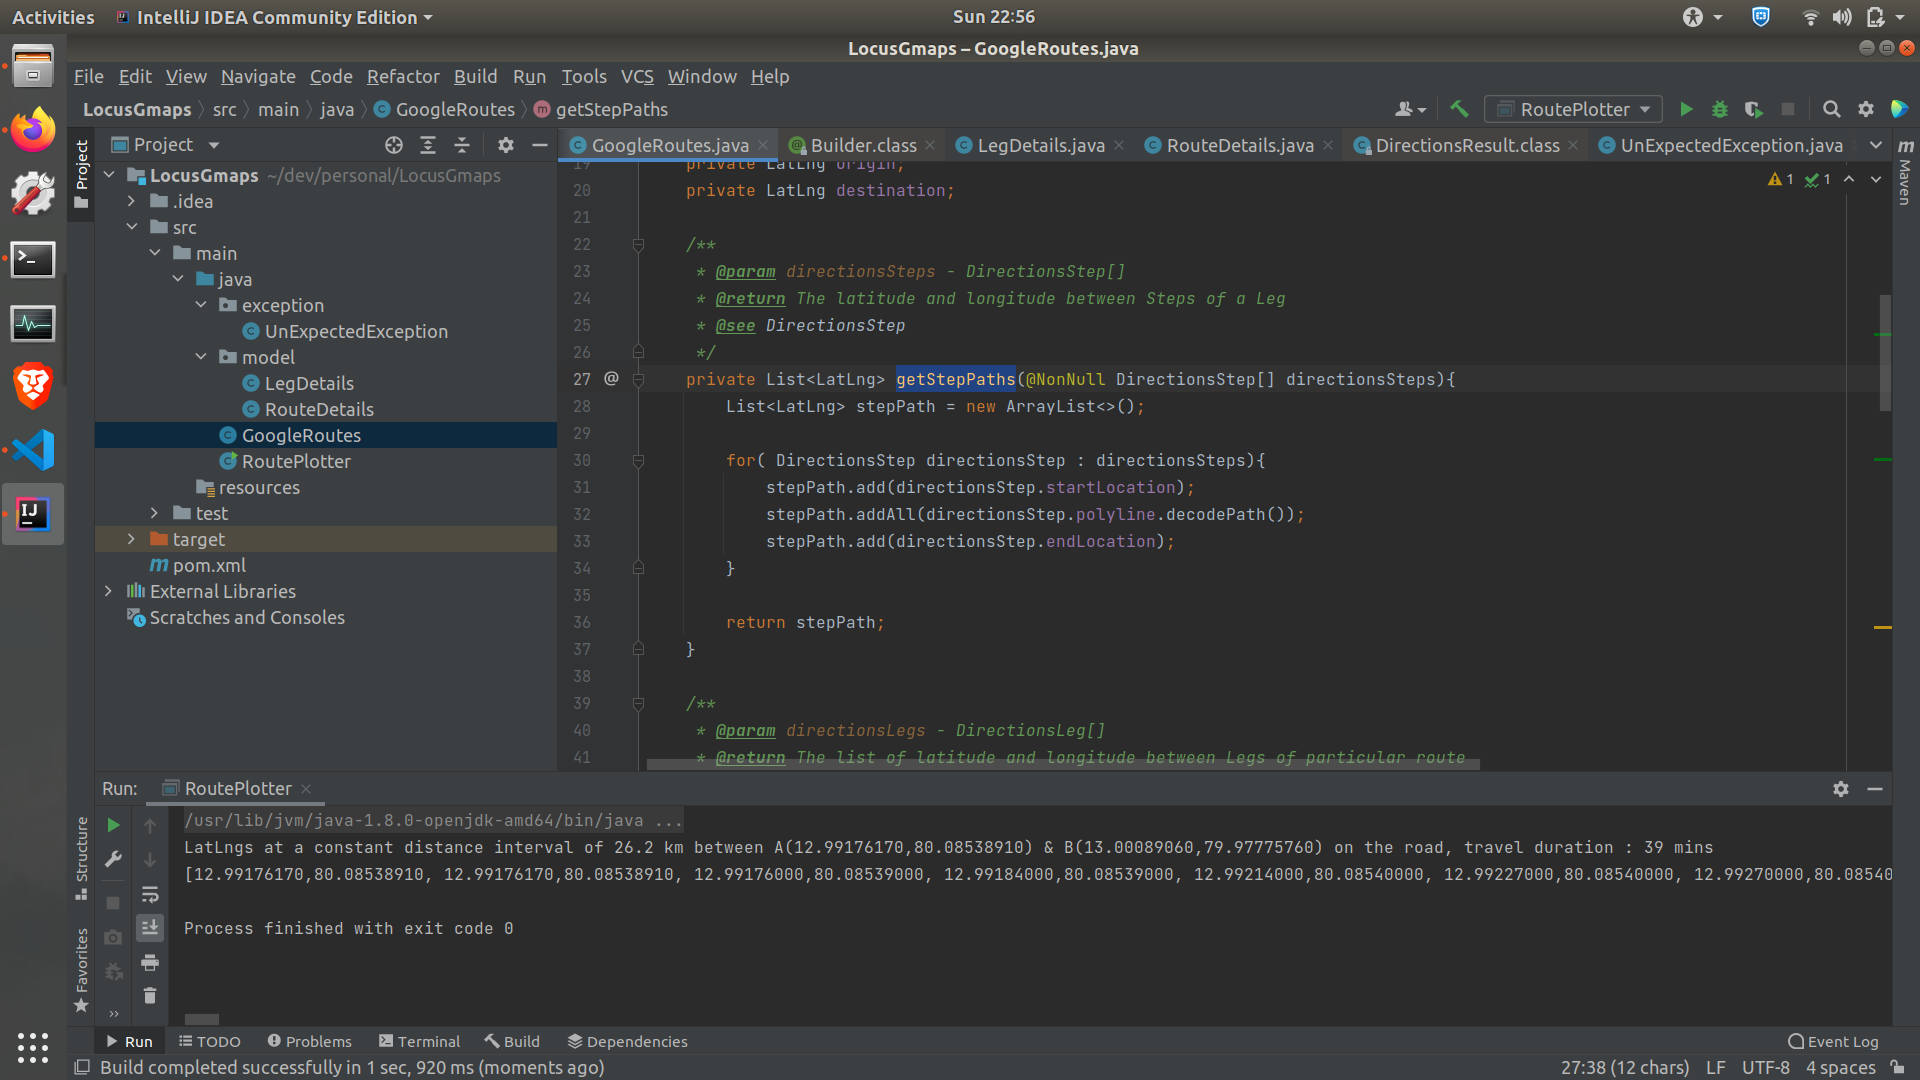 Activities IntelliJ IDEA Community Edition Sun 22:56
LocusGmaps – GoogleRoutes.java
File Edit View Navigate Code Refactor Build Run Tools VCS Window Help
LocusGmaps src main java GoogleRoutes getStepPaths RoutePlotter
Project
GoogleRoutes.java Builder.class LegDetails.java RouteDetails.java DirectionsResult.class UnExpectedException.java
Project
Maven
LocusGmaps ~/dev/personal/LocusGmaps
.idea
src
main
java
exception
UnExpectedException
model
LegDetails
RouteDetails
GoogleRoutes
RoutePlotter
resources
test
target
pom.xml
External Libraries
Scratches and Consoles
1 1
19 private LatLng origin;
20 private LatLng destination;
21
22 /**
23 * @param directionsSteps - DirectionsStep[]
24 * @return The latitude and longitude between Steps of a Leg
25 * @see DirectionsStep
26 */
27 @ private List<LatLng> getStepPaths(@NonNull DirectionsStep[] directionsSteps){
28 List<LatLng> stepPath = new ArrayList<>();
29
30 for( DirectionsStep directionsStep : directionsSteps){
31 stepPath.add(directionsStep.startLocation);
32 stepPath.addAll(directionsStep.polyline.decodePath());
33 stepPath.add(directionsStep.endLocation);
34 }
35
36 return stepPath;
37 }
38
39 /**
40 * @param directionsLegs - DirectionsLeg[]
41 * @return The list of latitude and longitude between Legs of particular route
Run: RoutePlotter
Structure
Favorites
/usr/lib/jvm/java-1.8.0-openjdk-amd64/bin/java ...
LatLngs at a constant distance interval of 26.2 km between A(12.99176170,80.08538910) & B(13.00089060,79.97775760) on the road, travel duration : 39 mins
[12.99176170,80.08538910, 12.99176170,80.08538910, 12.99176000,80.08539000, 12.99184000,80.08539000, 12.99214000,80.08540000, 12.99227000,80.08540000, 12.99270000,80.08540
Process finished with exit code 0
Run TODO Problems Terminal Build Dependencies Event Log
Build completed successfully in 1 sec, 920 ms (moments ago) 27:38 (12 chars) LF UTF-8 4 spaces